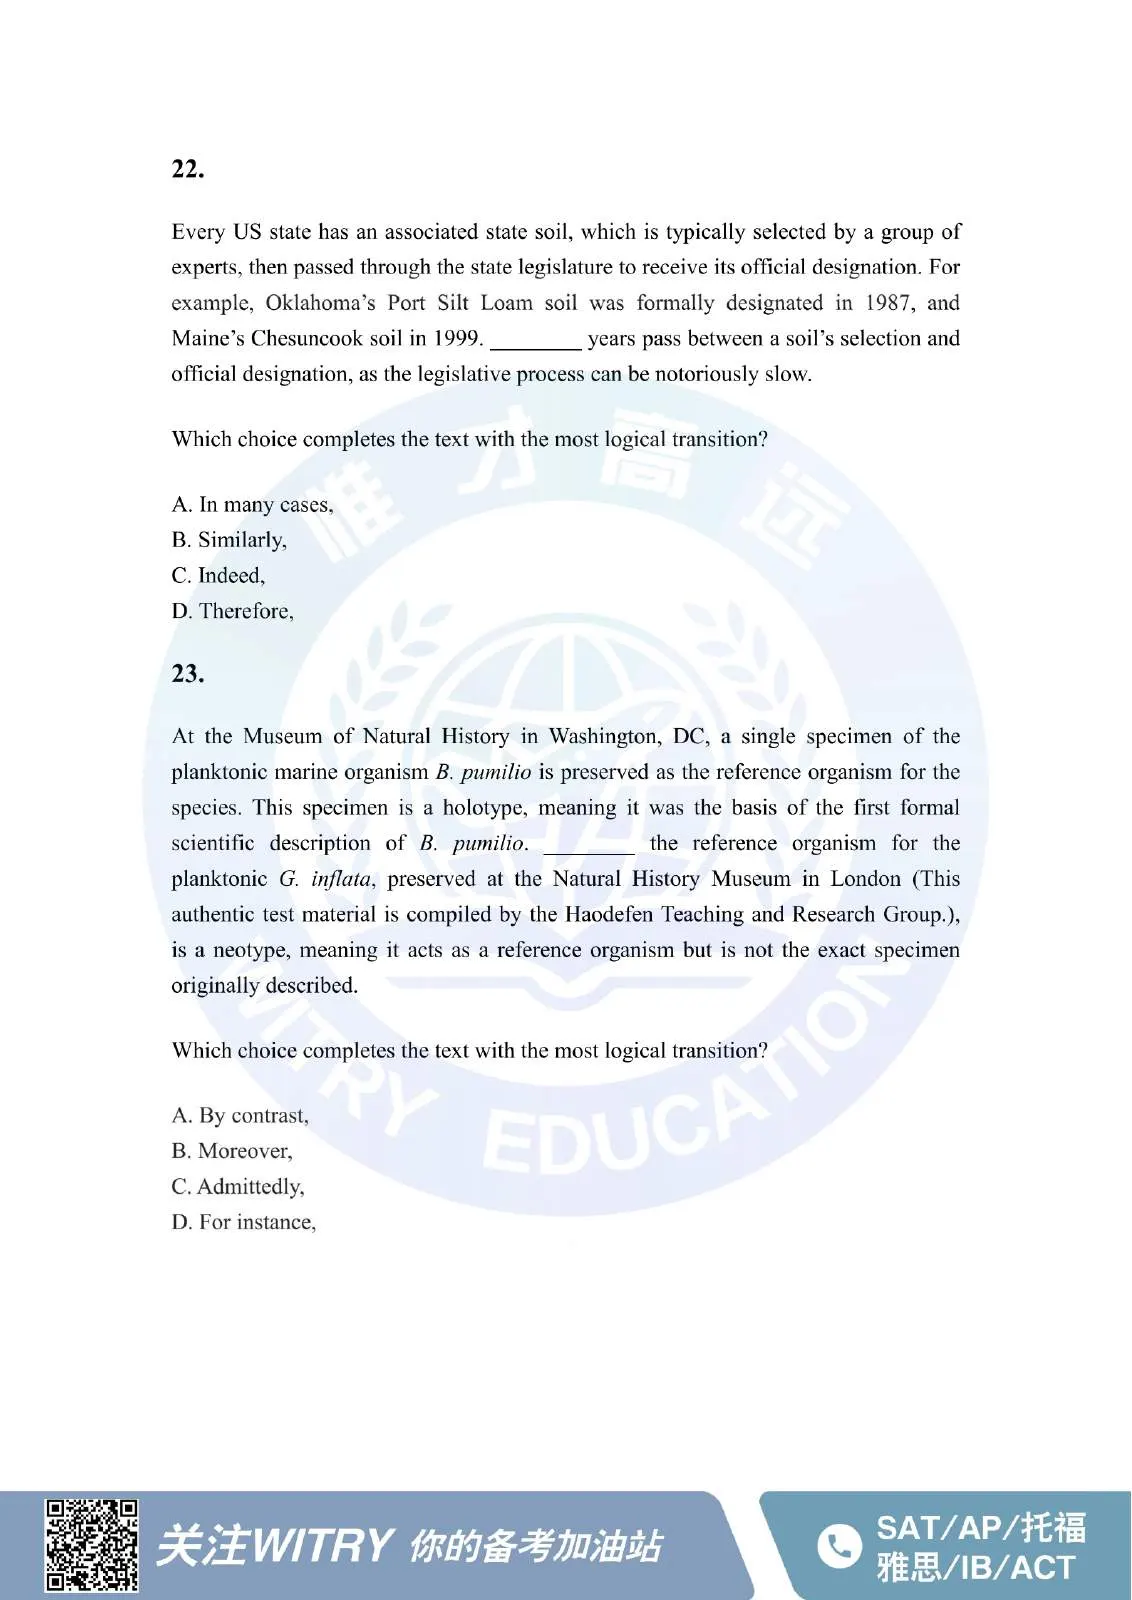 22.
Every US state has an associated state soil, which is typically selected by a group of
experts, then passed through the state legislature to receive its official designation. For
example, Oklahoma's Port Silt Loam soil was formally designated in 1987, and
Maine's Chesuncook soil in 1999. ________ years pass between a soil's selection and
official designation, as the legislative process can be notoriously slow.
Which choice completes the text with the most logical transition?
A. In many cases,
B. Similarly,
C. Indeed,
D. Therefore,
23.
At the Museum of Natural History in Washington, DC, a single specimen of the
planktonic marine organism B. pumilio is preserved as the reference organism for the
species. This specimen is a holotype, meaning it was the basis of the first formal
scientific description of B. pumilio. ________ the reference organism for the
planktonic G. inflata, preserved at the Natural History Museum in London (This
authentic test material is compiled by the Haodefen Teaching and Research Group.),
is a neotype, meaning it acts as a reference organism but is not the exact specimen
originally described.
Which choice completes the text with the most logical transition?
A. By contrast,
B. Moreover,
C. Admittedly,
D. For instance,
惟才高远
WITRY EDUCATION
关注WITRY 你的备考加油站
SAT/AP/托福
雅思/IB/ACT